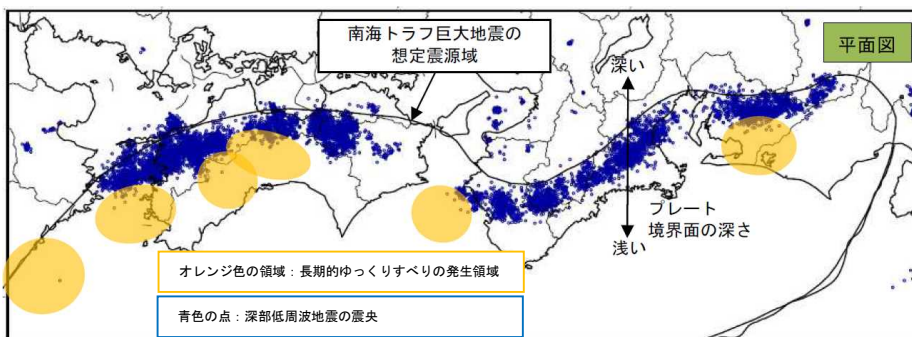 南海トラフ巨大地震の
想定震源域
平面図
深い
プレート
境界面の深さ
浅い
オレンジ色の領域：長期的ゆっくりすべりの発生領域
青色の点：深部低周波地震の震央